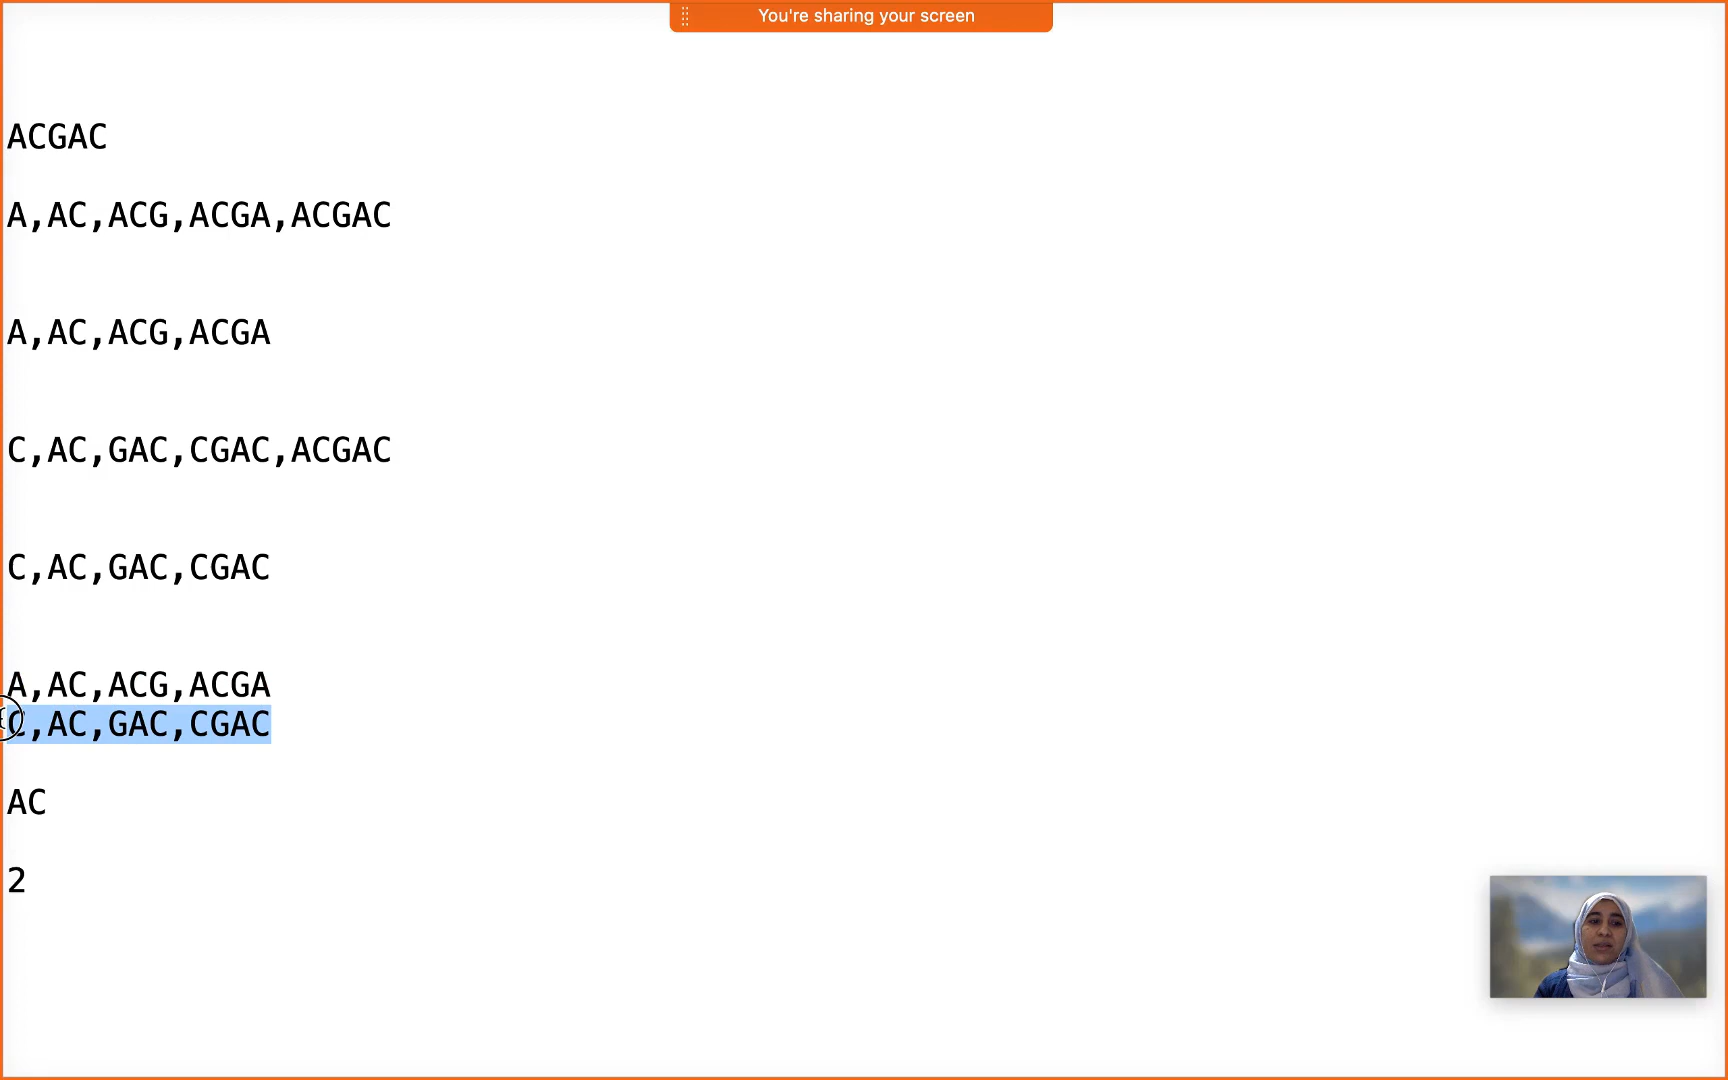 You're sharing your screen
ACGAC
A,AC,ACG,ACGA,ACGAC
A,AC,ACG,ACGA
C,AC,GAC,CGAC,ACGAC
C,AC,GAC,CGAC
A,AC,ACG,ACGA
C,AC,GAC,CGAC
AC
2